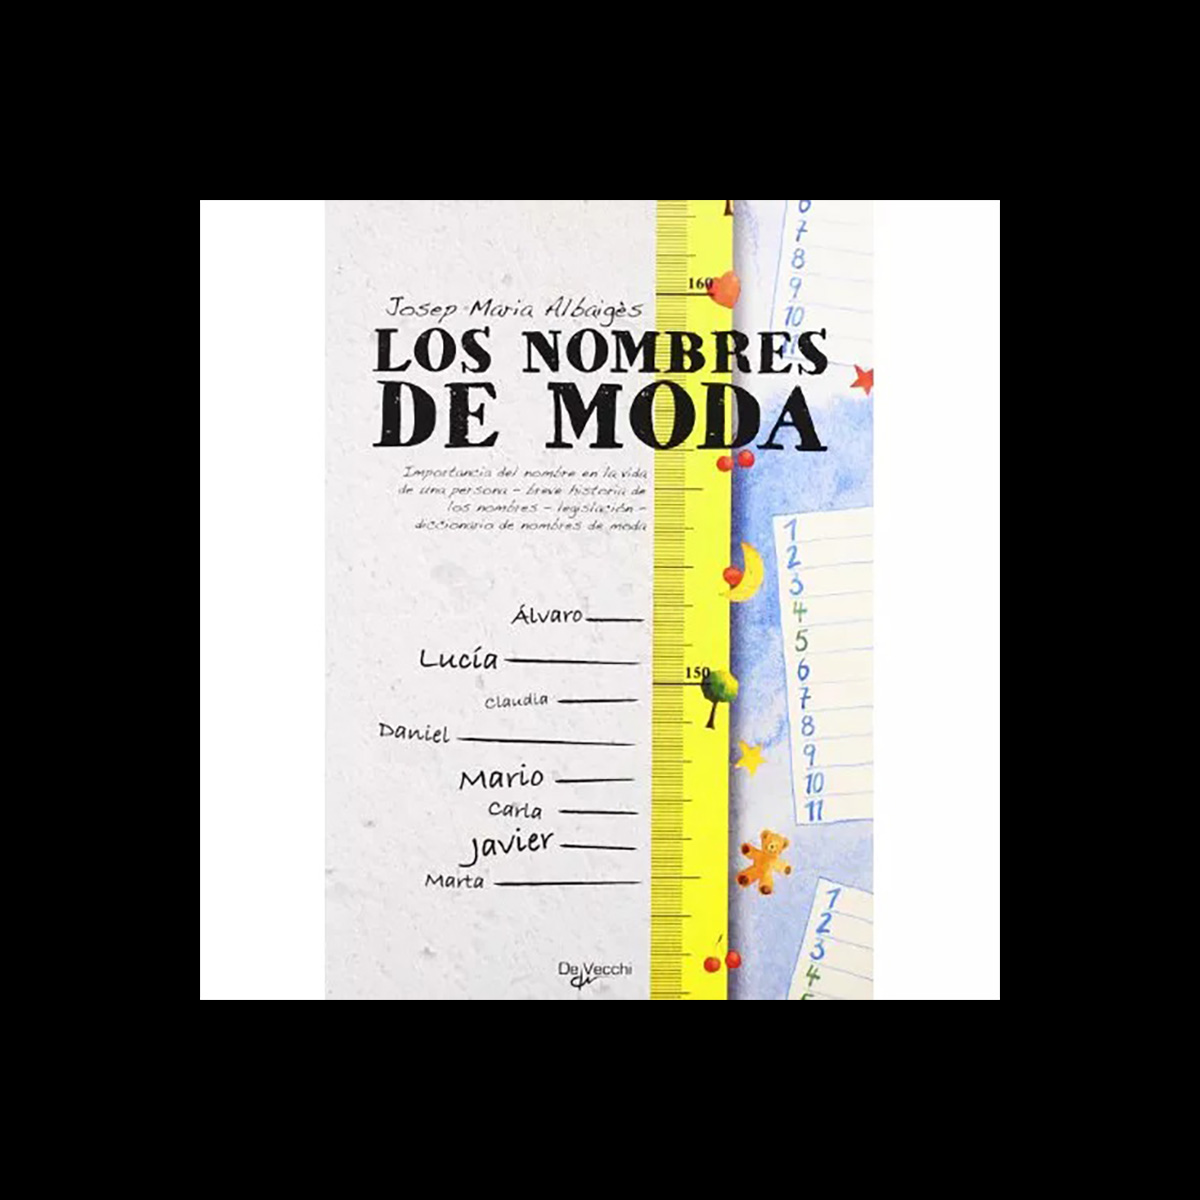 6
7
8
9
10
11
160
Josep Maria Albaigès
LOS NOMBRES
DE MODA
Importancia del nombre en la vida
de una persona – breve historia de
los nombres – legislación –
diccionario de nombres de moda
1
2
3
4
5
6
7
8
9
10
11
Álvaro
Lucía
150
Claudia
Daniel
Mario
Carla
Javier
Marta
1
2
3
4
5
De Vecchi